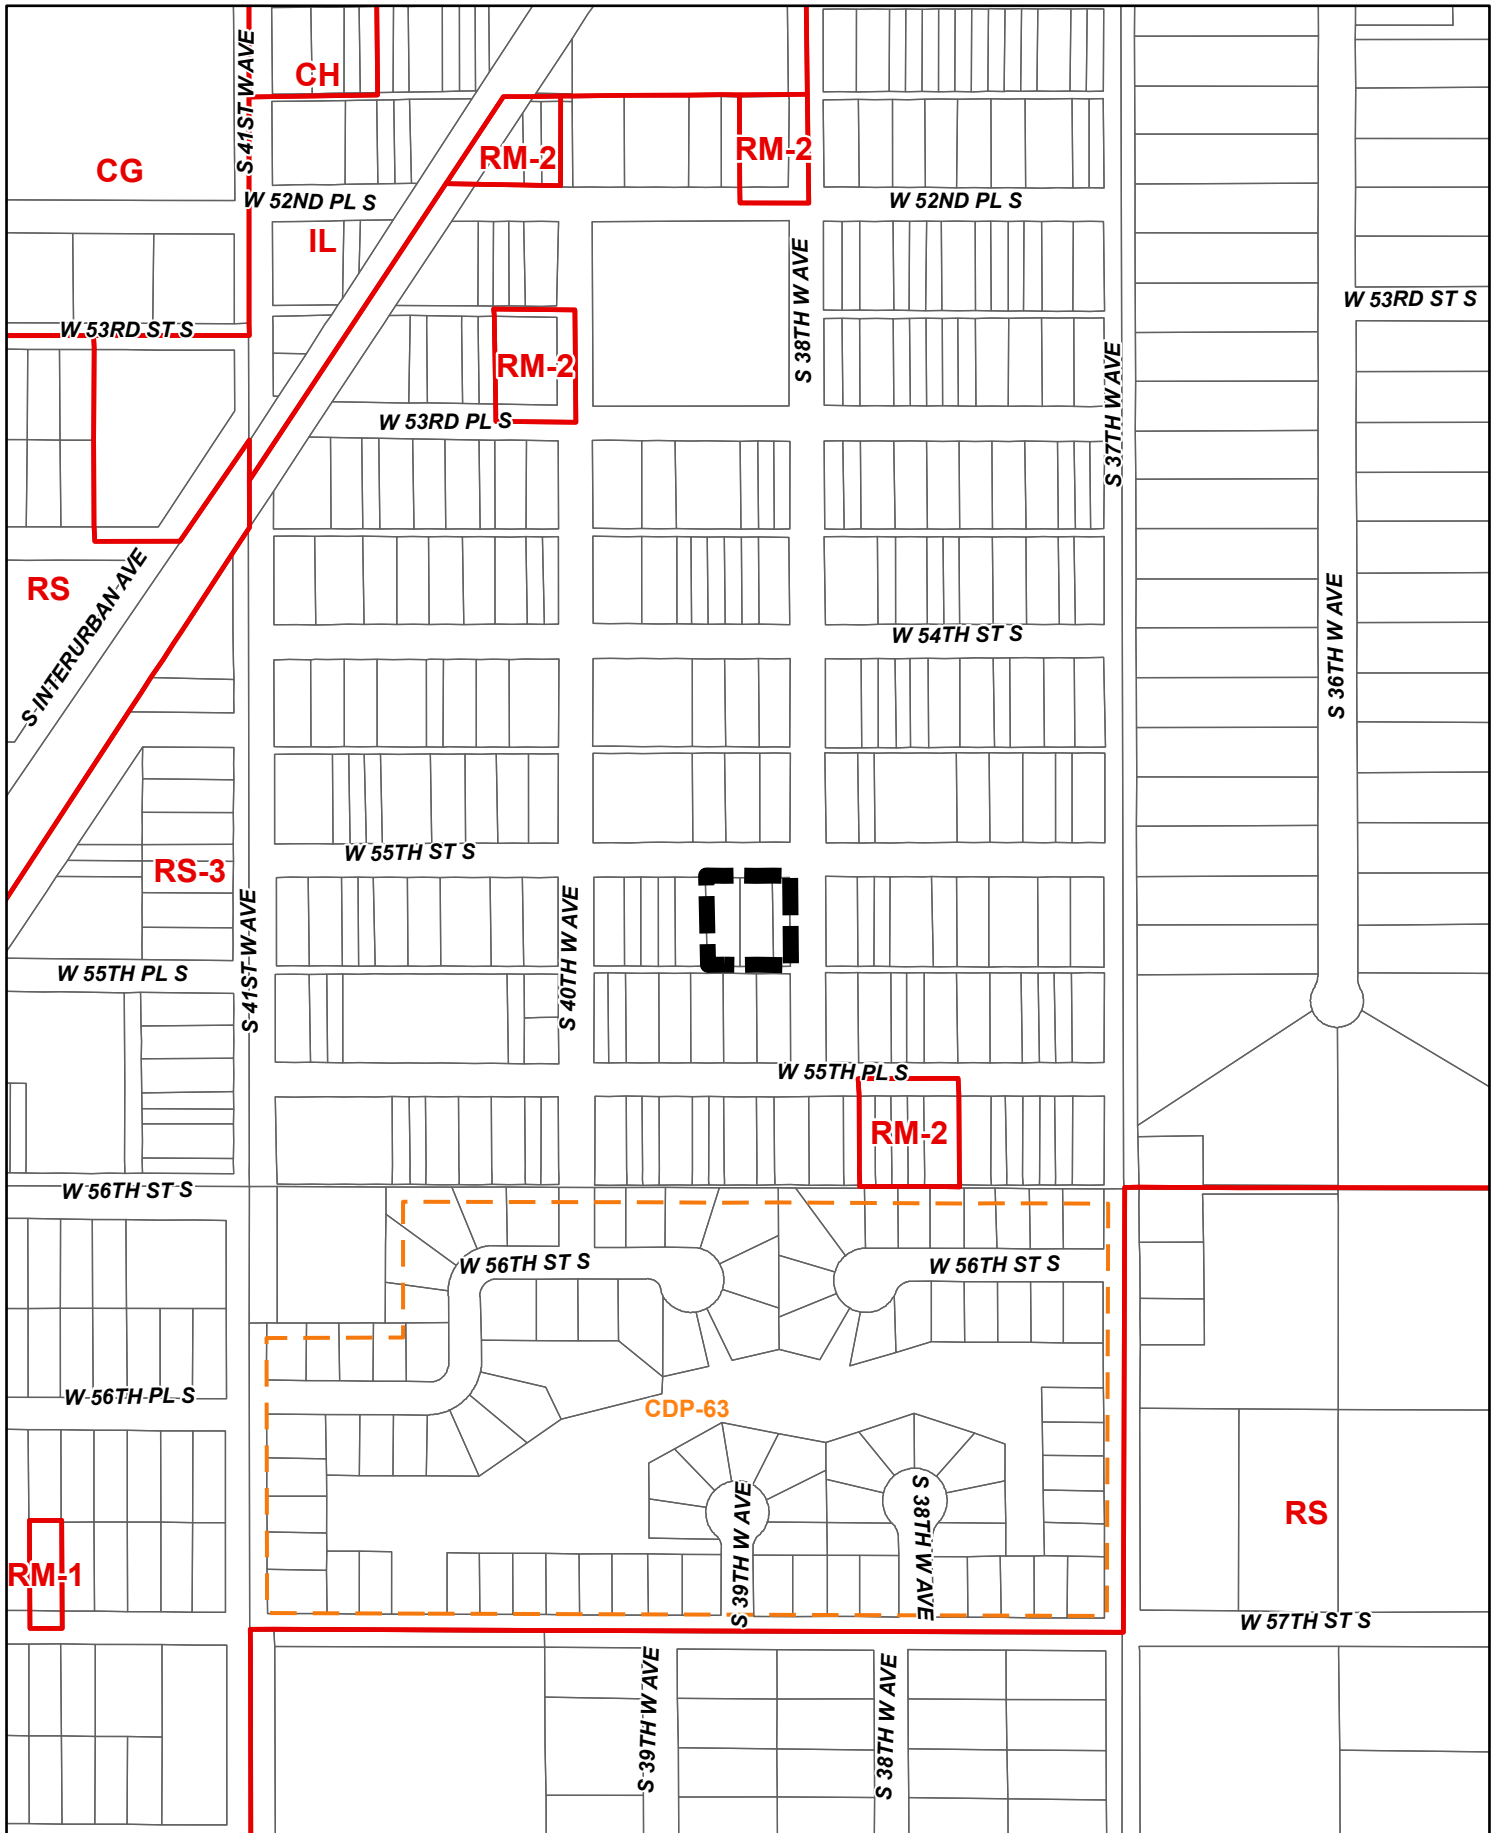 S 41ST W AVE
CH
CG
RM-2
RM-2
W 52ND PL S
W 52ND PL S
IL
S 38TH W AVE
W 53RD ST S
W 53RD ST S
RM-2
S 37TH W AVE
W 53RD PL S
RS
S INTERURBAN AVE
W 54TH ST S
S 36TH W AVE
W 55TH ST S
RS-3
S 41ST W AVE
S 40TH W AVE
W 55TH PL S
W 55TH PL S
RM-2
W 56TH ST S
W 56TH ST S
W 56TH ST S
W 56TH PL S
CDP-63
S 39TH W AVE
S 38TH W AVE
RS
RM-1
W 57TH ST S
S 39TH W AVE
S 38TH W AVE